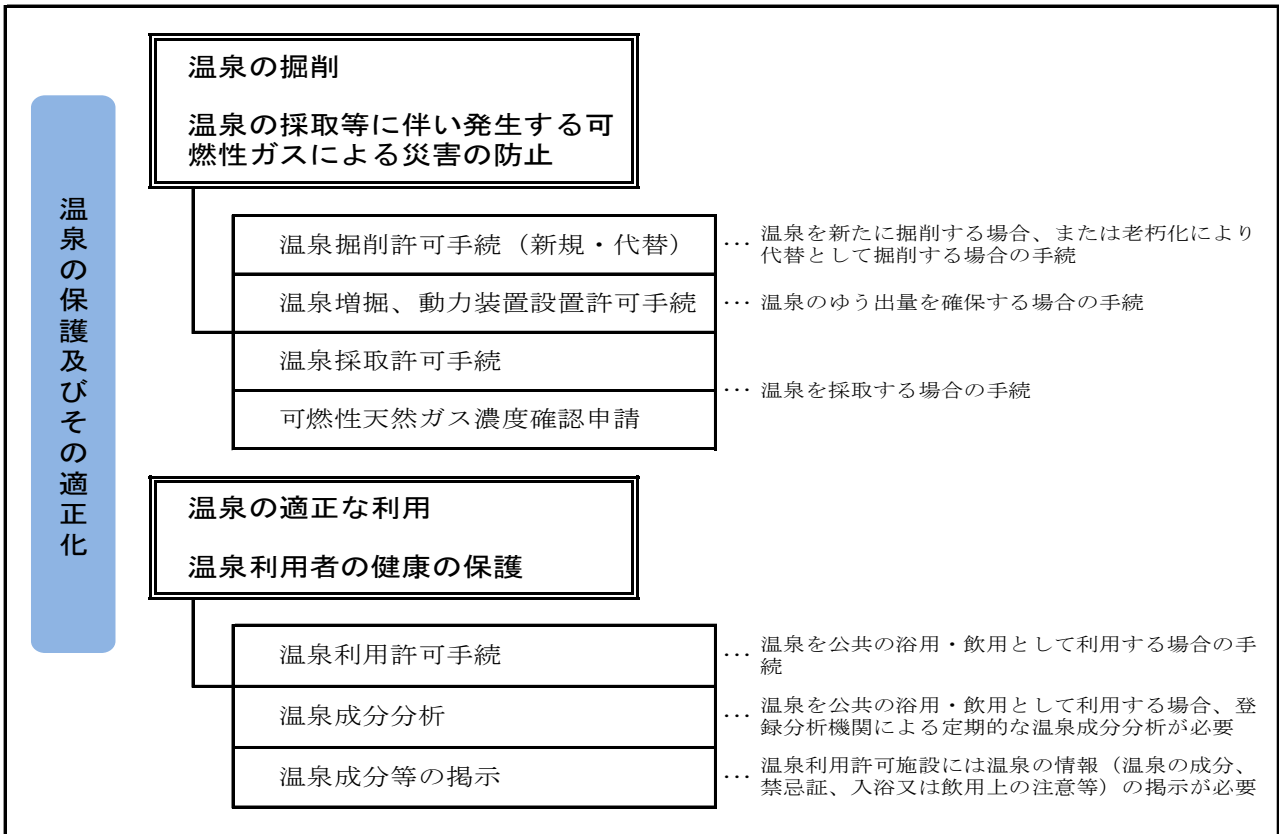 温泉の保護及びその適正化
温泉の掘削
温泉の採取等に伴い発生する可
燃性ガスによる災害の防止
温泉掘削許可手続（新規・代替）
… 温泉を新たに掘削する場合、または老朽化により
代替として掘削する場合の手続
温泉増掘、動力装置設置許可手続
… 温泉のゆう出量を確保する場合の手続
温泉採取許可手続
… 温泉を採取する場合の手続
可燃性天然ガス濃度確認申請
温泉の適正な利用
温泉利用者の健康の保護
温泉利用許可手続
… 温泉を公共の浴用・飲用として利用する場合の手
続
温泉成分分析
… 温泉を公共の浴用・飲用として利用する場合、登
録分析機関による定期的な温泉成分分析が必要
温泉成分等の掲示
… 温泉利用許可施設には温泉の情報（温泉の成分、
禁忌証、入浴又は飲用上の注意等）の掲示が必要